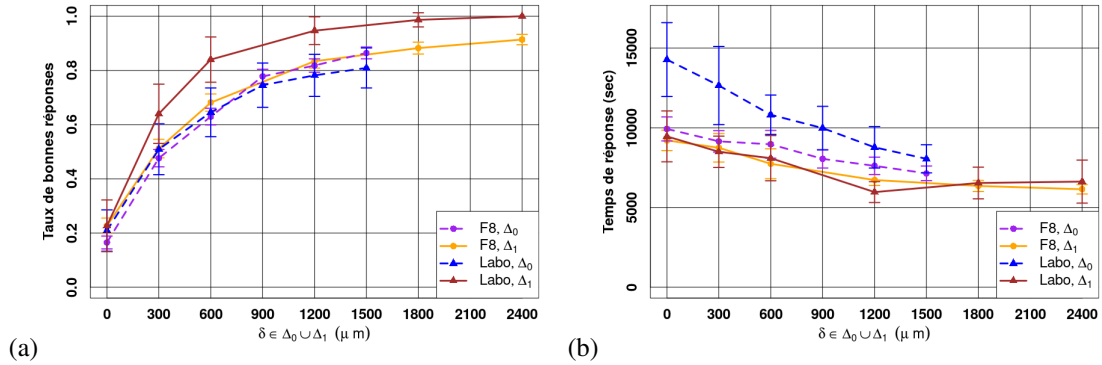 Taux de bonnes réponses
0.0 0.2 0.4 0.6 0.8 1.0
F8, Δ0
F8, Δ1
Labo, Δ0
Labo, Δ1
0 300 600 900 1200 1500 1800 2100 2400
δ ∈ Δ0 ∪ Δ1 (μ m)
(a)
Temps de réponse (sec)
0 5000 10000 15000
F8, Δ0
F8, Δ1
Labo, Δ0
Labo, Δ1
0 300 600 900 1200 1500 1800 2100 2400
δ ∈ Δ0 ∪ Δ1 (μ m)
(b)